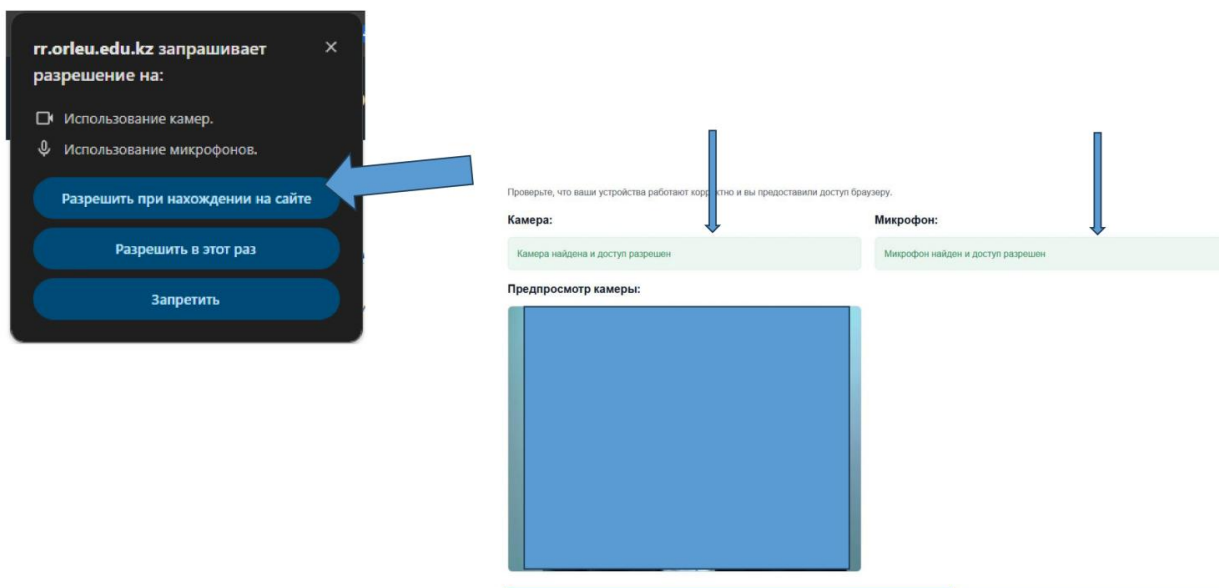 rr.orleu.edu.kz запрашивает
разрешение на:
Использование камер.
Использование микрофонов.
Разрешить при нахождении на сайте
Разрешить в этот раз
Запретить
Проверьте, что ваши устройства работают корректно и вы предоставили доступ браузеру.
Камера:
Камера найдена и доступ разрешен
Микрофон:
Микрофон найден и доступ разрешен
Предпросмотр камеры: